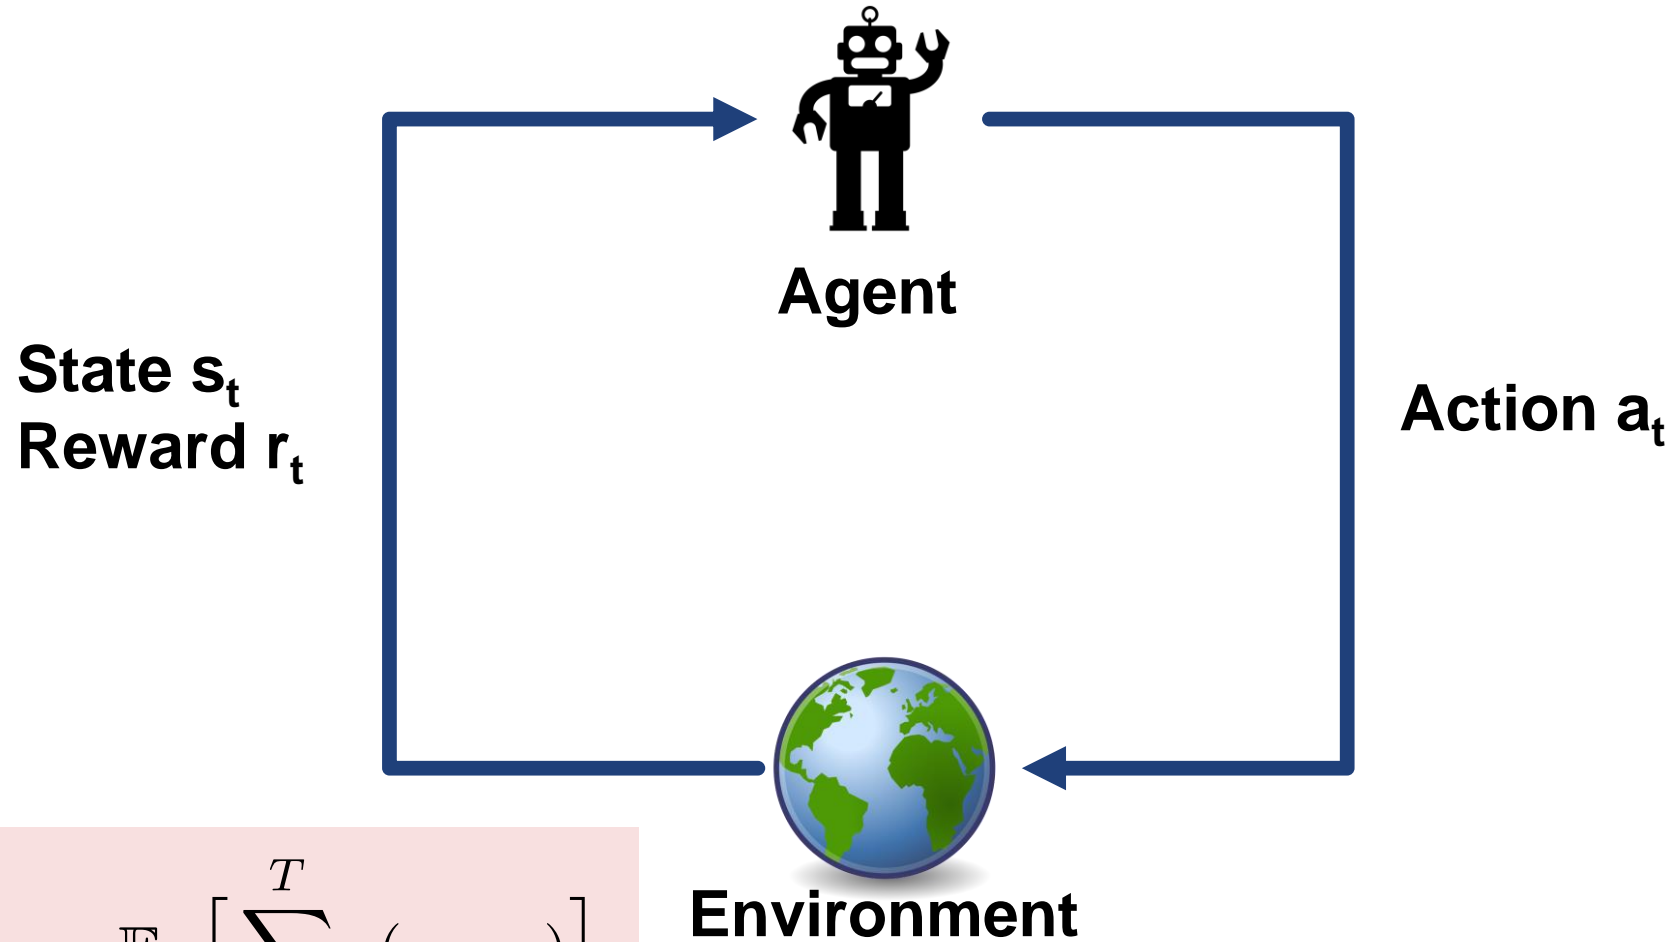 Agent
State s_t
Reward r_t
Action a_t
Environment
T
𝔼 [ ∑ ( ) ]